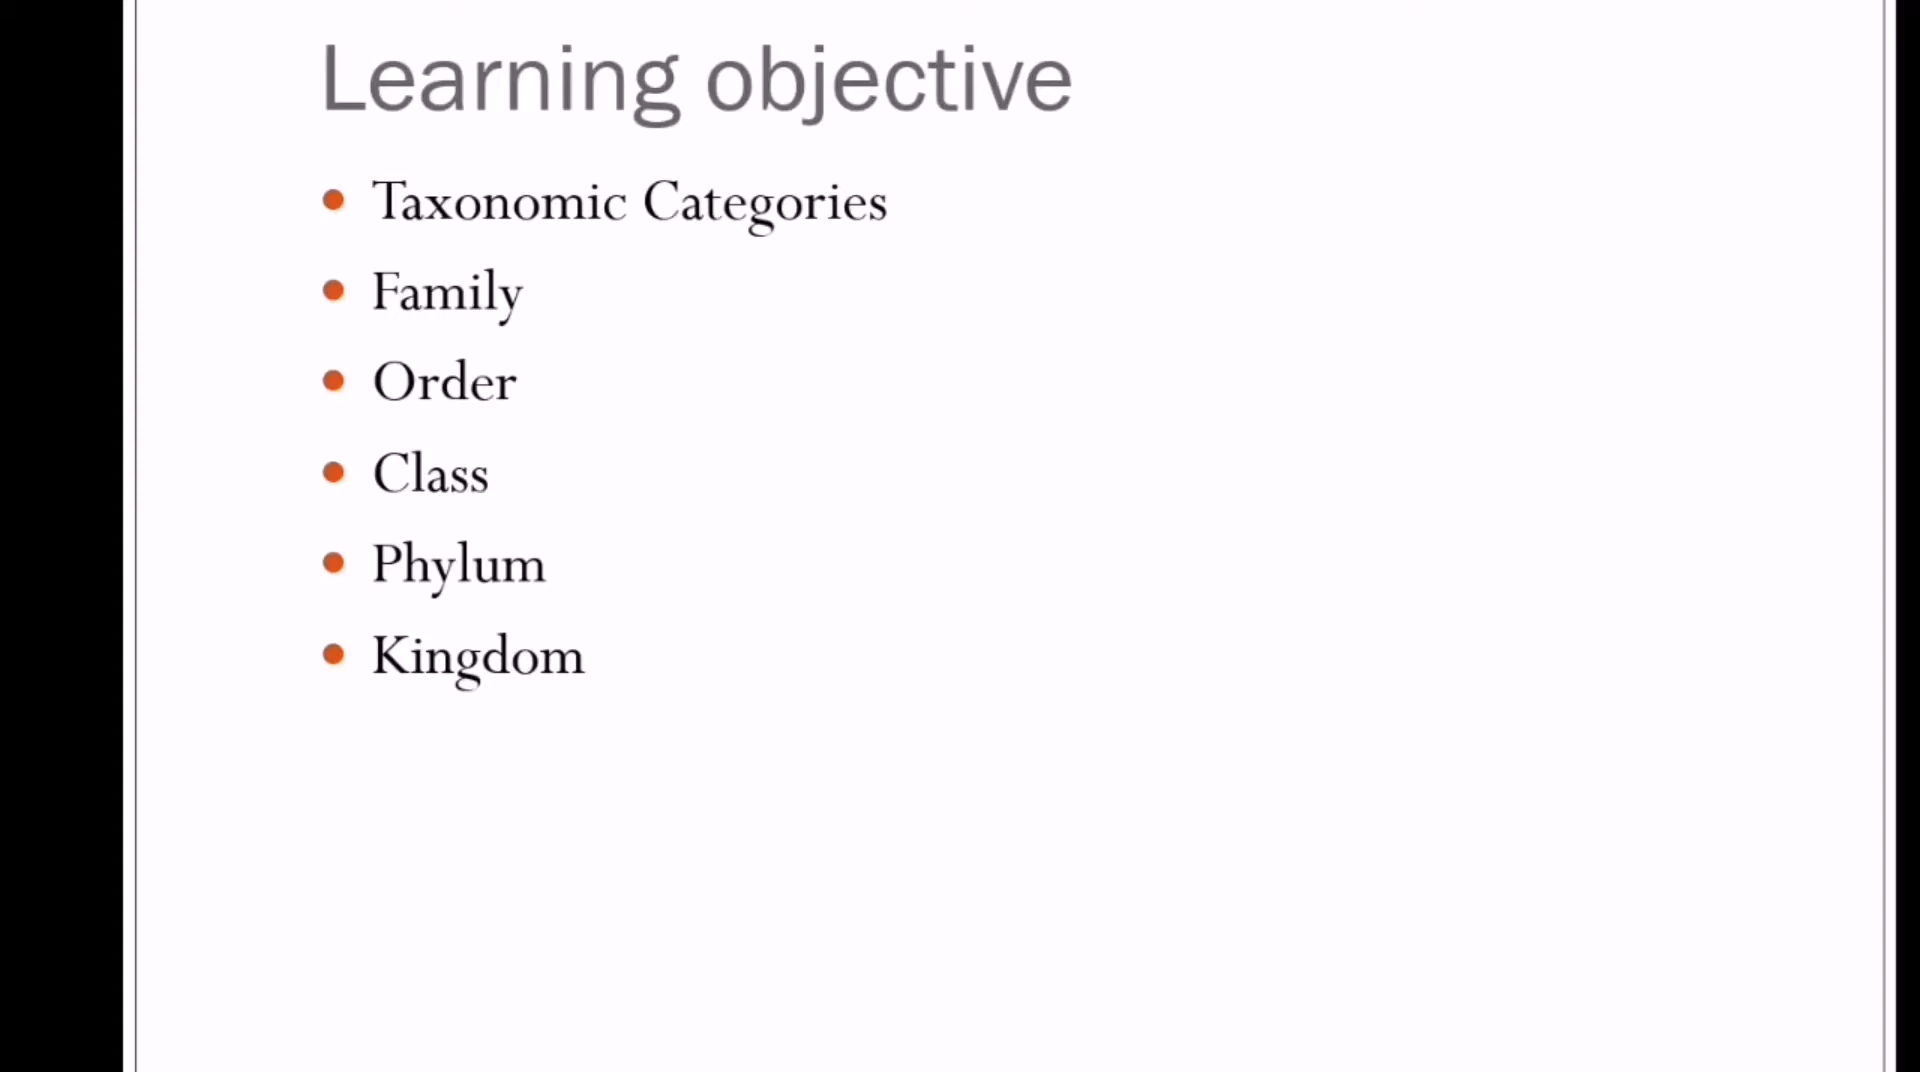 Learning objective
Taxonomic Categories
Family
Order
Class
Phylum
Kingdom